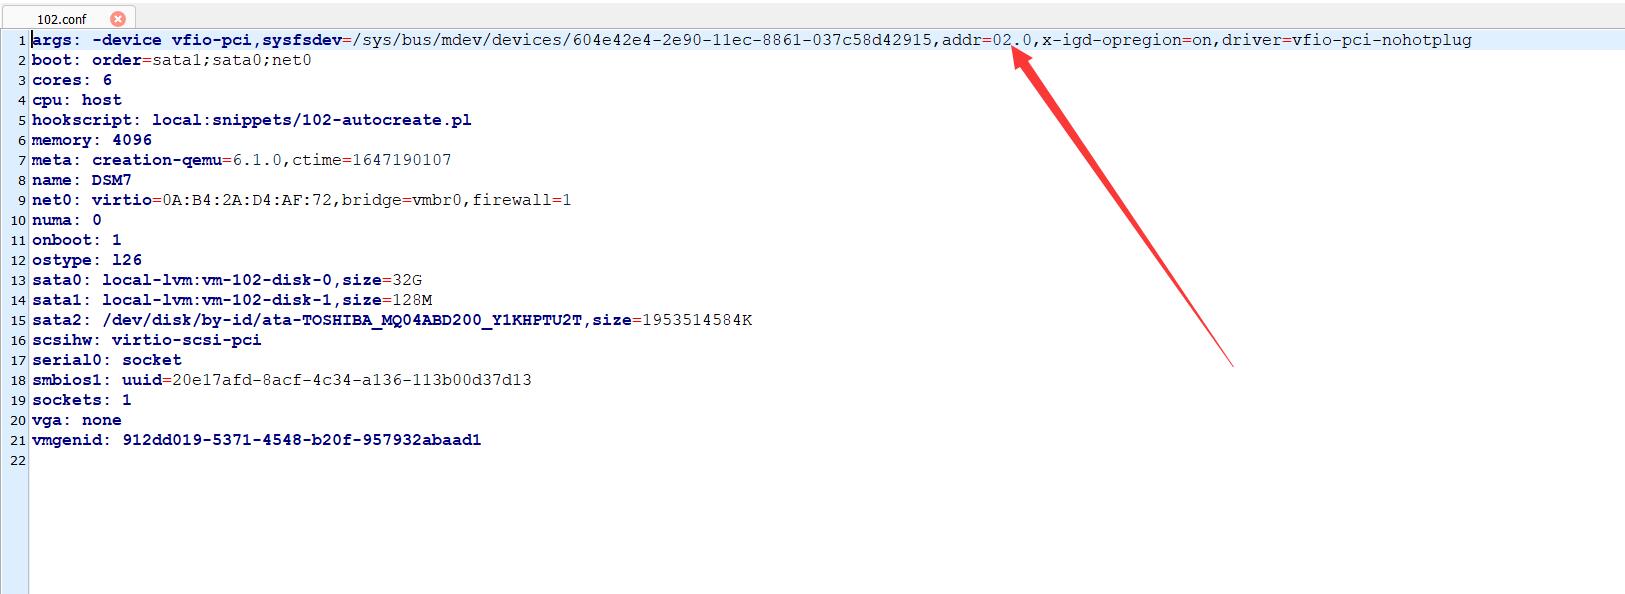 102.conf
1 args: -device vfio-pci,sysfsdev=/sys/bus/mdev/devices/604e42e4-2e90-11ec-8861-037c58d42915,addr=02.0,x-igd-opregion=on,driver=vfio-pci-nohotplug
2 boot: order=sata1;sata0;net0
3 cores: 6
4 cpu: host
5 hookscript: local:snippets/102-autocreate.pl
6 memory: 4096
7 meta: creation-qemu=6.1.0,ctime=1647190107
8 name: DSM7
9 net0: virtio=0A:B4:2A:D4:AF:72,bridge=vmbr0,firewall=1
10 numa: 0
11 onboot: 1
12 ostype: l26
13 sata0: local-lvm:vm-102-disk-0,size=32G
14 sata1: local-lvm:vm-102-disk-1,size=128M
15 sata2: /dev/disk/by-id/ata-TOSHIBA_MQ04ABD200_Y1KHPTU2T,size=1953514584K
16 scsihw: virtio-scsi-pci
17 serial0: socket
18 smbios1: uuid=20e17afd-8acf-4c34-a136-113b00d37d13
19 sockets: 1
20 vga: none
21 vmgenid: 912dd019-5371-4548-b20f-957932abaad1
22